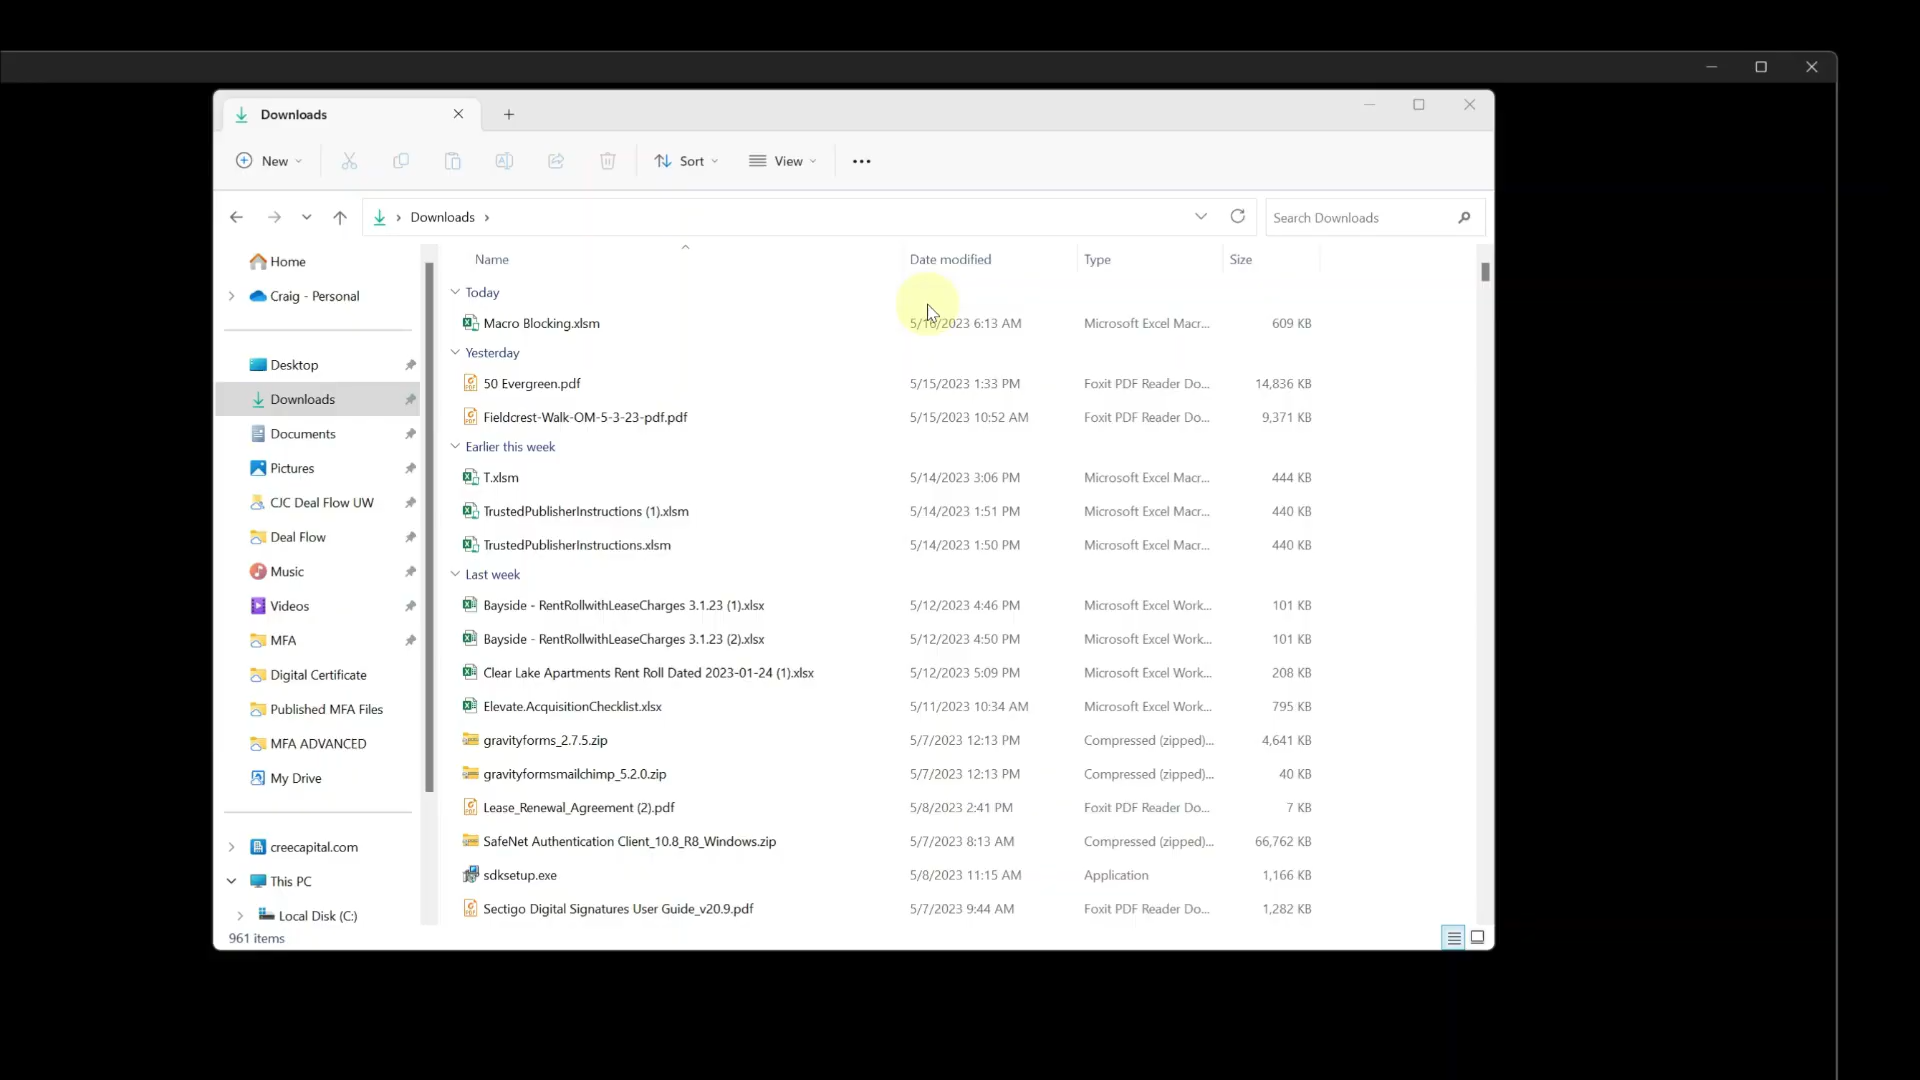 Downloads
New
Sort
View
Downloads
Search Downloads
Home
Craig - Personal
Desktop
Downloads
Documents
Pictures
CJC Deal Flow UW
Deal Flow
Music
Videos
MFA
Digital Certificate
Published MFA Files
MFA ADVANCED
My Drive
creecapital.com
This PC
Local Disk (C:)
Name Date modified Type Size
Today
Macro Blocking.xlsm 5/16/2023 6:13 AM Microsoft Excel Macr... 609 KB
Yesterday
50 Evergreen.pdf 5/15/2023 1:33 PM Foxit PDF Reader Do... 14,836 KB
Fieldcrest-Walk-OM-5-3-23-pdf.pdf 5/15/2023 10:52 AM Foxit PDF Reader Do... 9,371 KB
Earlier this week
T.xlsm 5/14/2023 3:06 PM Microsoft Excel Macr... 444 KB
TrustedPublisherInstructions (1).xlsm 5/14/2023 1:51 PM Microsoft Excel Macr... 440 KB
TrustedPublisherInstructions.xlsm 5/14/2023 1:50 PM Microsoft Excel Macr... 440 KB
Last week
Bayside - RentRollwithLeaseCharges 3.1.23 (1).xlsx 5/12/2023 4:46 PM Microsoft Excel Work... 101 KB
Bayside - RentRollwithLeaseCharges 3.1.23 (2).xlsx 5/12/2023 4:50 PM Microsoft Excel Work... 101 KB
Clear Lake Apartments Rent Roll Dated 2023-01-24 (1).xlsx 5/12/2023 5:09 PM Microsoft Excel Work... 208 KB
Elevate.AcquisitionChecklist.xlsx 5/11/2023 10:34 AM Microsoft Excel Work... 795 KB
gravityforms_2.7.5.zip 5/7/2023 12:13 PM Compressed (zipped)... 4,641 KB
gravityformsmailchimp_5.2.0.zip 5/7/2023 12:13 PM Compressed (zipped)... 40 KB
Lease_Renewal_Agreement (2).pdf 5/8/2023 2:41 PM Foxit PDF Reader Do... 7 KB
SafeNet Authentication Client_10.8_R8_Windows.zip 5/7/2023 8:13 AM Compressed (zipped)... 66,762 KB
sdksetup.exe 5/8/2023 11:15 AM Application 1,166 KB
Sectigo Digital Signatures User Guide_v20.9.pdf 5/7/2023 9:44 AM Foxit PDF Reader Do... 1,282 KB
961 items